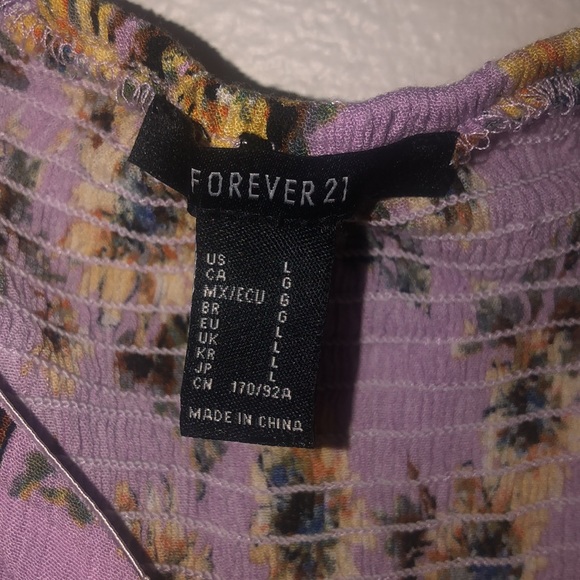 FOREVER 21
US L
CA G
MX/ECU G
BR G
EU L
UK L
KR L
JP L
CN 170/92A
MADE IN CHINA